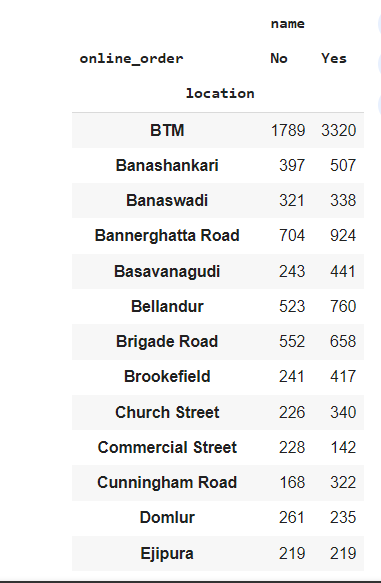 name
online_order No Yes
location
BTM 1789 3320
Banashankari 397 507
Banaswadi 321 338
Bannerghatta Road 704 924
Basavanagudi 243 441
Bellandur 523 760
Brigade Road 552 658
Brookefield 241 417
Church Street 226 340
Commercial Street 228 142
Cunningham Road 168 322
Domlur 261 235
Ejipura 219 219